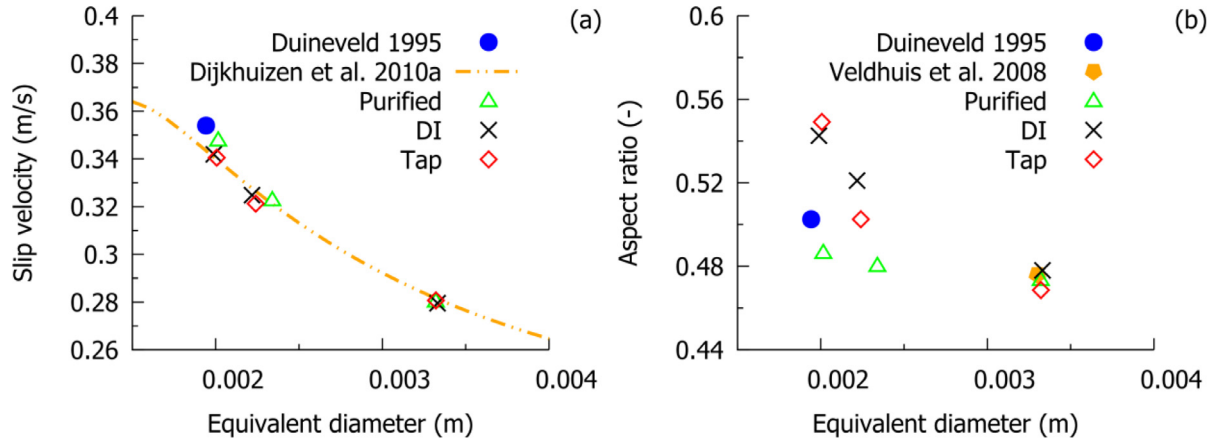 (a)
0.4
0.38
0.36
0.34
0.32
0.3
0.28
0.26
Slip velocity (m/s)
Duineveld 1995
Dijkhuizen et al. 2010a
Purified
DI
Tap
0.002
0.003
0.004
Equivalent diameter (m)
(b)
0.6
0.56
0.52
0.48
0.44
Aspect ratio (-)
Duineveld 1995
Veldhuis et al. 2008
Purified
DI
Tap
0.002
0.003
0.004
Equivalent diameter (m)